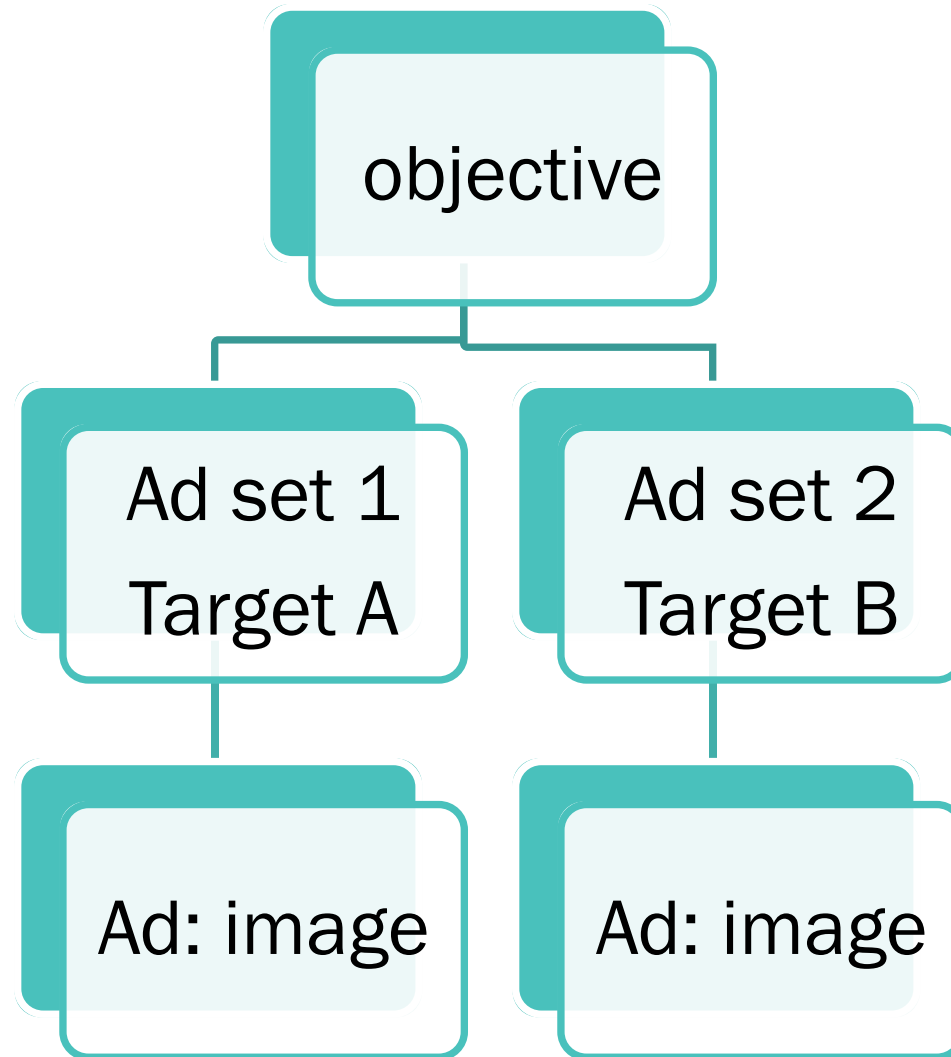 objective
Ad set 1
Target A
Ad set 2
Target B
Ad: image
Ad: image